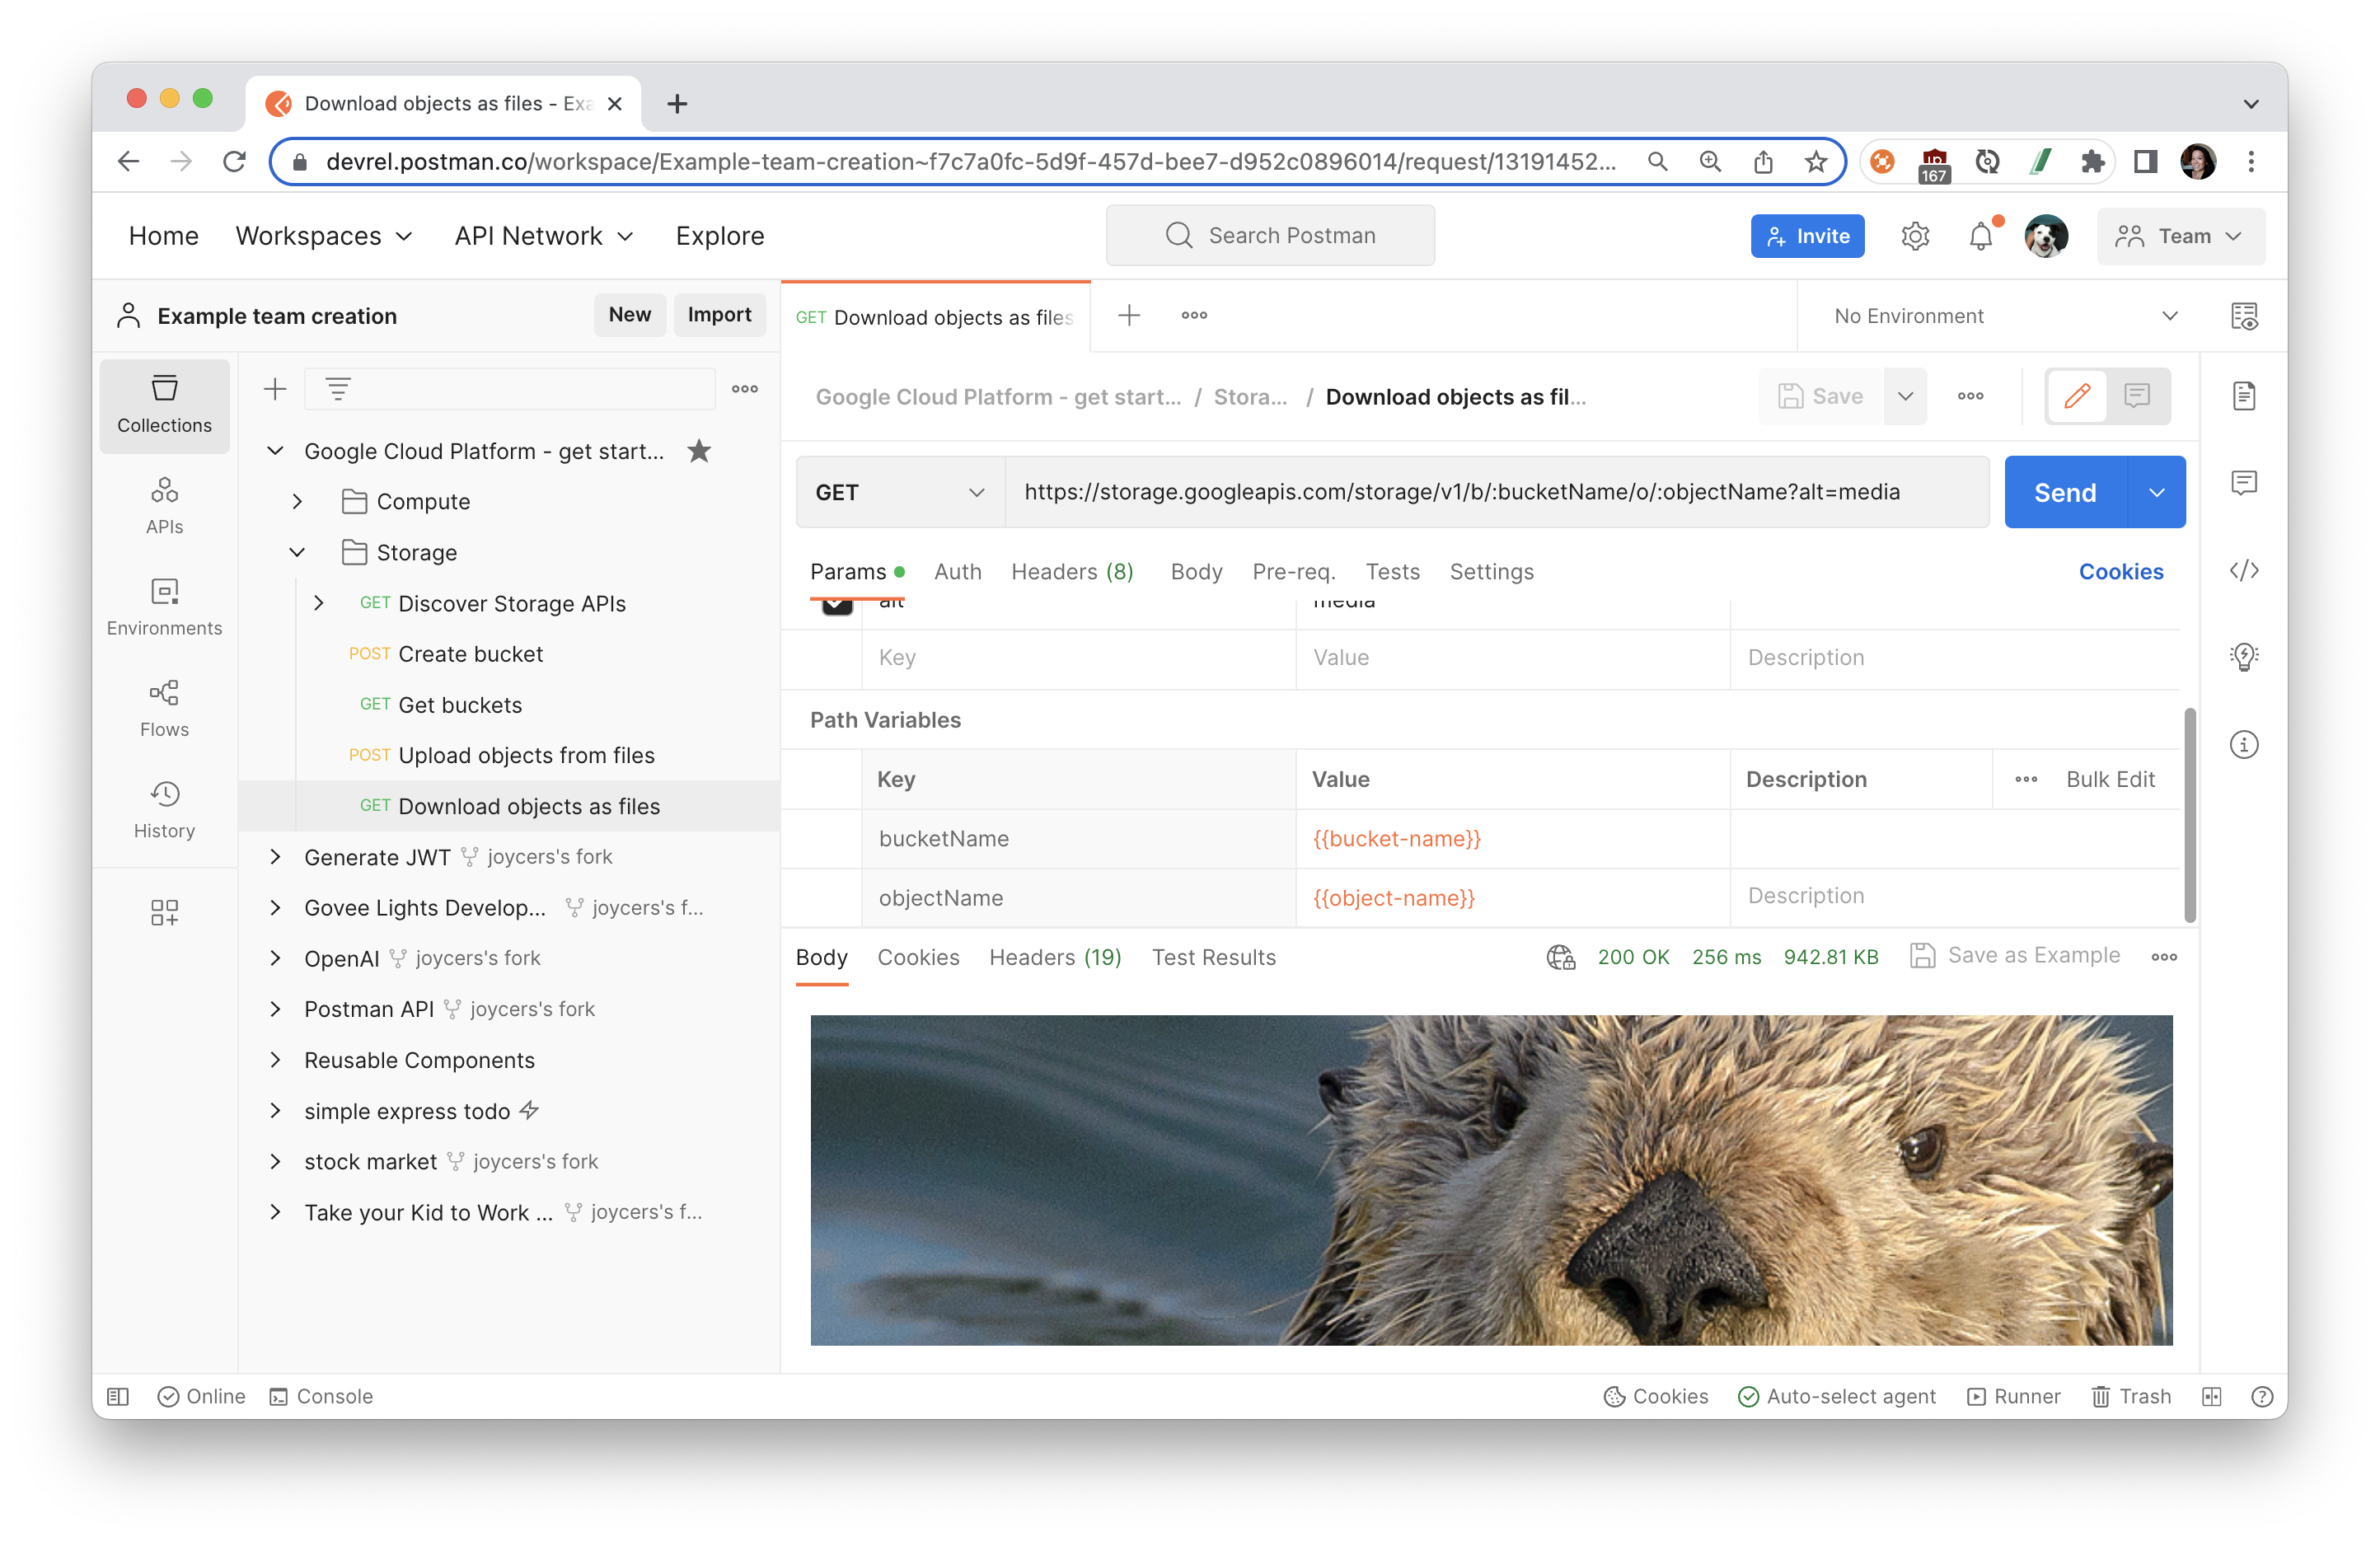 Download objects as files - Exa
devrel.postman.co/workspace/Example-team-creation~f7c7a0fc-5d9f-457d-bee7-d952c0896014/request/13191452...
167
Home Workspaces API Network Explore
Search Postman
Invite
Team
Example team creation
New Import
GET Download objects as files
No Environment
Collections
APIs
Environments
Flows
History
Google Cloud Platform - get start...
Compute
Storage
GET Discover Storage APIs
POST Create bucket
GET Get buckets
POST Upload objects from files
GET Download objects as files
Generate JWT joycers's fork
Govee Lights Develop... joycers's f...
OpenAI joycers's fork
Postman API joycers's fork
Reusable Components
simple express todo
stock market joycers's fork
Take your Kid to Work ... joycers's f...
Google Cloud Platform - get start... / Stora... / Download objects as fil...
Save
GET https://storage.googleapis.com/storage/v1/b/:bucketName/o/:objectName?alt=media
Send
Params Auth Headers (8) Body Pre-req. Tests Settings
Cookies
alt media
Key Value Description
Path Variables
Key Value Description Bulk Edit
bucketName {{bucket-name}}
objectName {{object-name}} Description
Body Cookies Headers (19) Test Results
200 OK 256 ms 942.81 KB Save as Example
Online Console
Cookies Auto-select agent Runner Trash